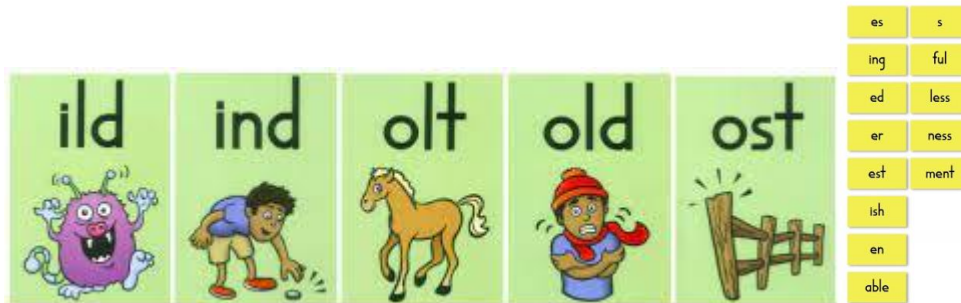 ild
ind
olt
old
ost
es s
ing ful
ed less
er ness
est ment
ish
en
able